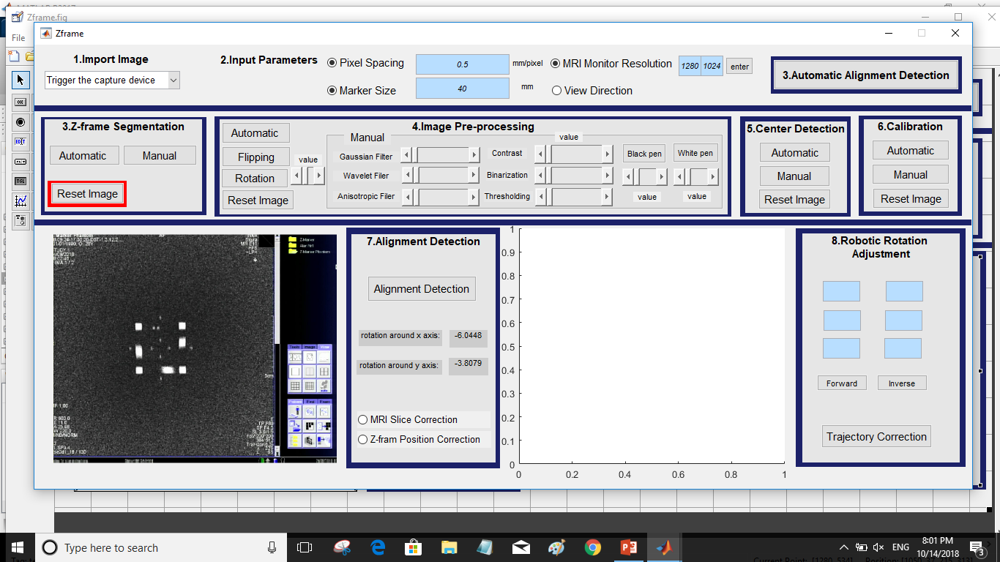 Zframe.fig
File
Zframe
1.Import Image
Trigger the capture device
2.Input Parameters
Pixel Spacing
0.5
mm/pixel
Marker Size
40
mm
MRI Monitor Resolution
1280 1024
enter
View Direction
3.Automatic Alignment Detection
3.Z-frame Segmentation
Automatic
Manual
Reset Image
4.Image Pre-processing
Automatic
Flipping
Rotation
Reset Image
value
Manual
value
Gaussian Filter
Wavelet Filer
Anisotropic Filer
Contrast
Binarization
Thresholding
Black pen
White pen
value
value
5.Center Detection
Automatic
Manual
Reset Image
6.Calibration
Automatic
Manual
Reset Image
7.Alignment Detection
Alignment Detection
rotation around x axis:
-6.0448
rotation around y axis:
-3.8079
MRI Slice Correction
Z-fram Position Correction
1
0.9
0.8
0.7
0.6
0.5
0.4
0.3
0.2
0.1
0
0 0.2 0.4 0.6 0.8 1
8.Robotic Rotation
Adjustment
Forward
Inverse
Trajectory Correction
Type here to search
ENG
8:01 PM
10/14/2018
3